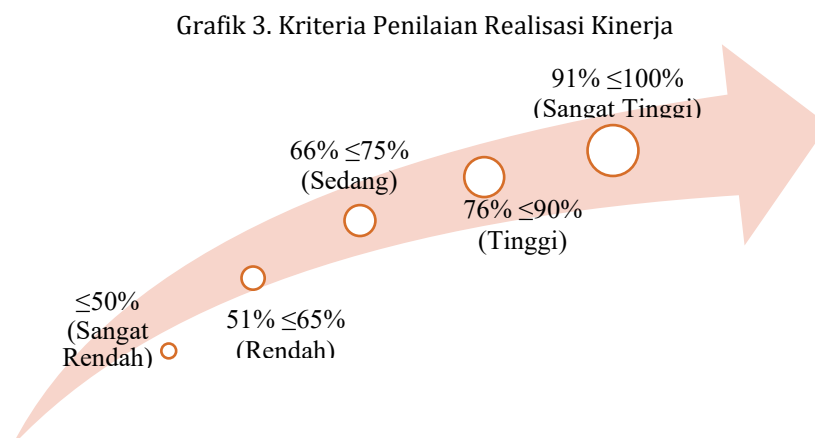 Grafik 3. Kriteria Penilaian Realisasi Kinerja
≤50%
(Sangat
Rendah)
51% ≤65%
(Rendah)
66% ≤75%
(Sedang)
76% ≤90%
(Tinggi)
91% ≤100%
(Sangat Tinggi)